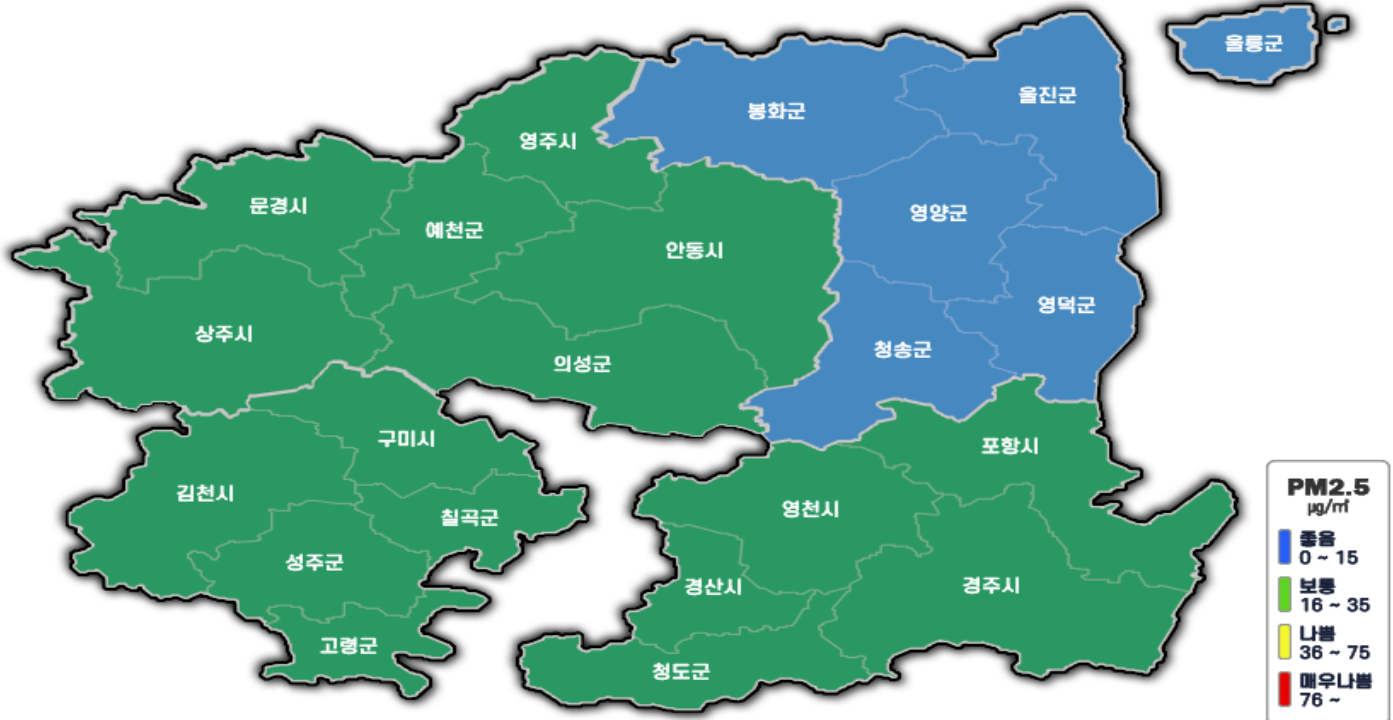 울릉군
울진군
봉화군
영주시
문경시
예천군
영양군
안동시
영덕군
상주시
청송군
의성군
구미시
포항시
김천시
영천시
칠곡군
성주군
경산시
경주시
고령군
청도군
PM2.5
㎍/㎥
좋음
0 ~ 15
보통
16 ~ 35
나쁨
36 ~ 75
매우나쁨
76 ~